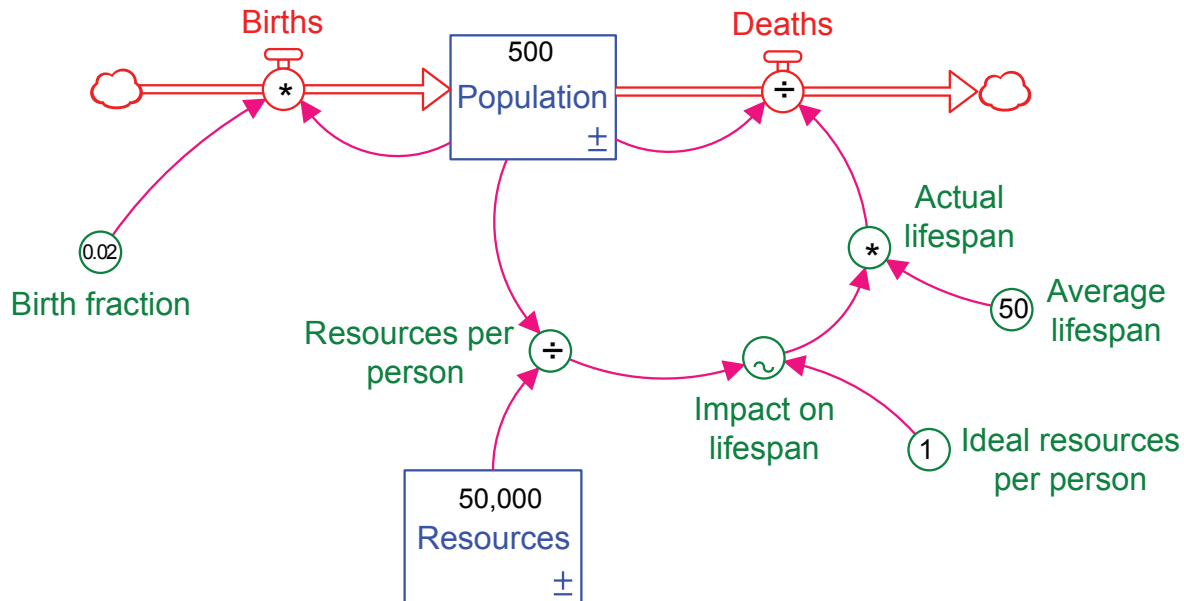 Births
Deaths
*
500
Population
±
÷
0.02
Birth fraction
Actual
lifespan
*
50
Average
lifespan
Resources per
person
÷
~
Impact on
lifespan
1
Ideal resources
per person
50,000
Resources
±